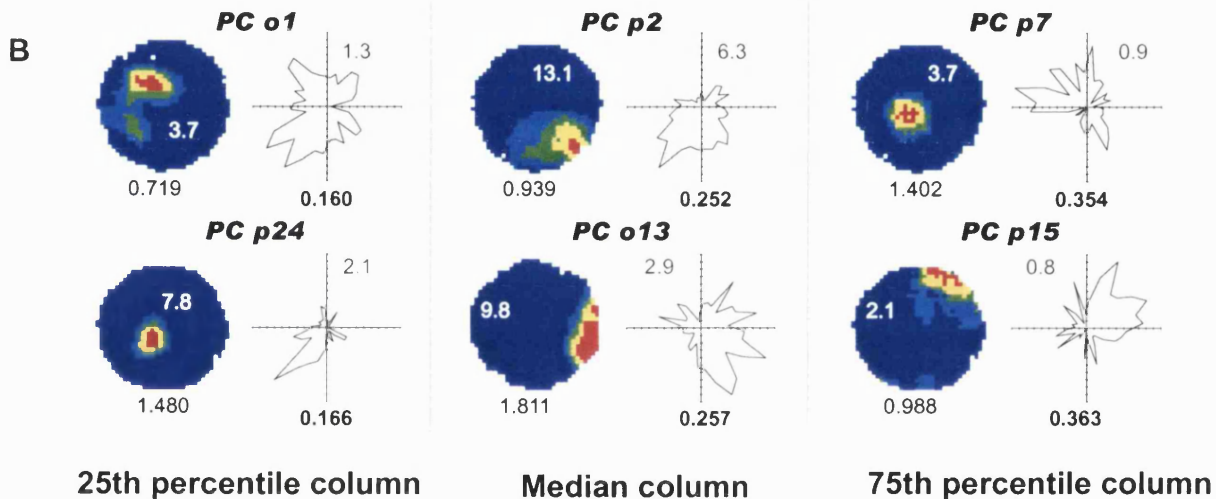 B
PC o1
1.3
3.7
0.719
0.160
PC p2
6.3
13.1
0.939
0.252
PC p7
0.9
3.7
1.402
0.354
PC p24
2.1
7.8
1.480
0.166
PC o13
2.9
9.8
1.811
0.257
PC p15
0.8
2.1
0.988
0.363
25th percentile column
Median column
75th percentile column